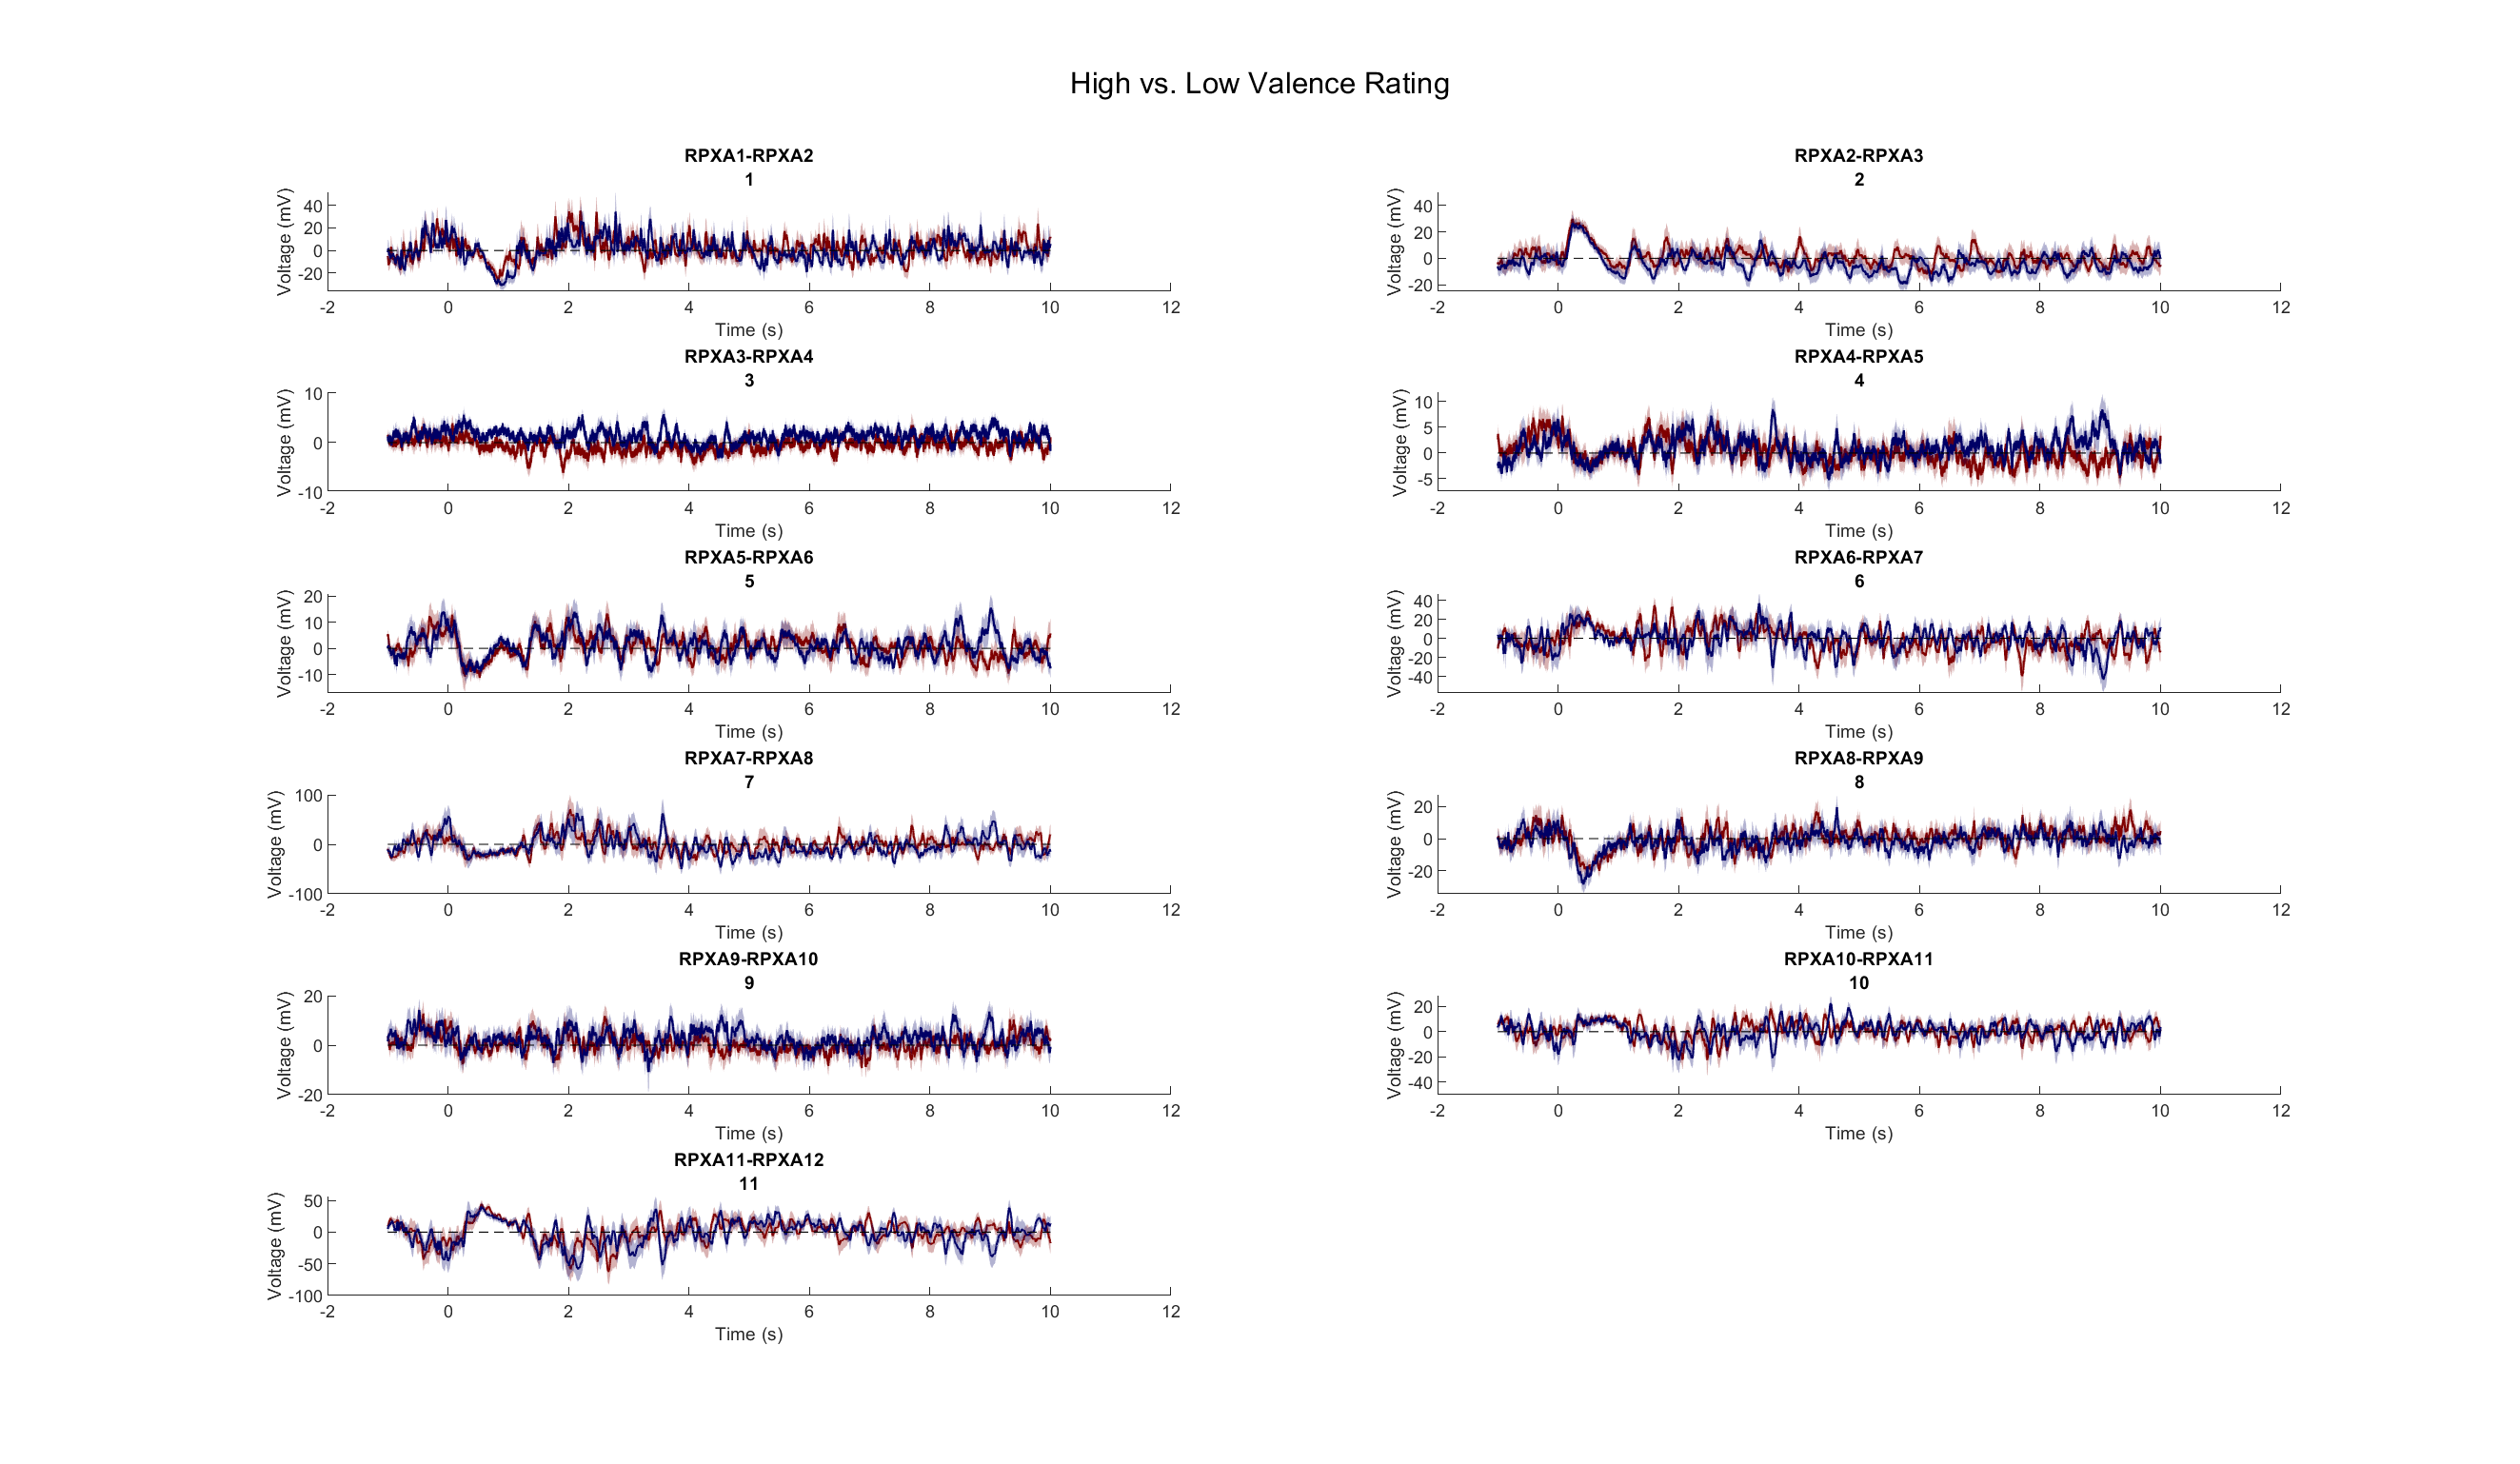 High vs. Low Valence Rating
RPXA1-RPXA2
1
Voltage (mV)
40
20
0
-20
-2 0 2 4 6 8 10 12
Time (s)
RPXA2-RPXA3
2
Voltage (mV)
40
20
0
-20
-2 0 2 4 6 8 10 12
Time (s)
RPXA3-RPXA4
3
Voltage (mV)
10
0
-10
-2 0 2 4 6 8 10 12
Time (s)
RPXA4-RPXA5
4
Voltage (mV)
10
5
0
-5
-2 0 2 4 6 8 10 12
Time (s)
RPXA5-RPXA6
5
Voltage (mV)
20
10
0
-10
-2 0 2 4 6 8 10 12
Time (s)
RPXA6-RPXA7
6
Voltage (mV)
40
20
0
-20
-40
-2 0 2 4 6 8 10 12
Time (s)
RPXA7-RPXA8
7
Voltage (mV)
100
0
-100
-2 0 2 4 6 8 10 12
Time (s)
RPXA8-RPXA9
8
Voltage (mV)
20
0
-20
-2 0 2 4 6 8 10 12
Time (s)
RPXA9-RPXA10
9
Voltage (mV)
20
0
-20
-2 0 2 4 6 8 10 12
Time (s)
RPXA10-RPXA11
10
Voltage (mV)
20
0
-20
-40
-2 0 2 4 6 8 10 12
Time (s)
RPXA11-RPXA12
11
Voltage (mV)
50
0
-50
-100
-2 0 2 4 6 8 10 12
Time (s)